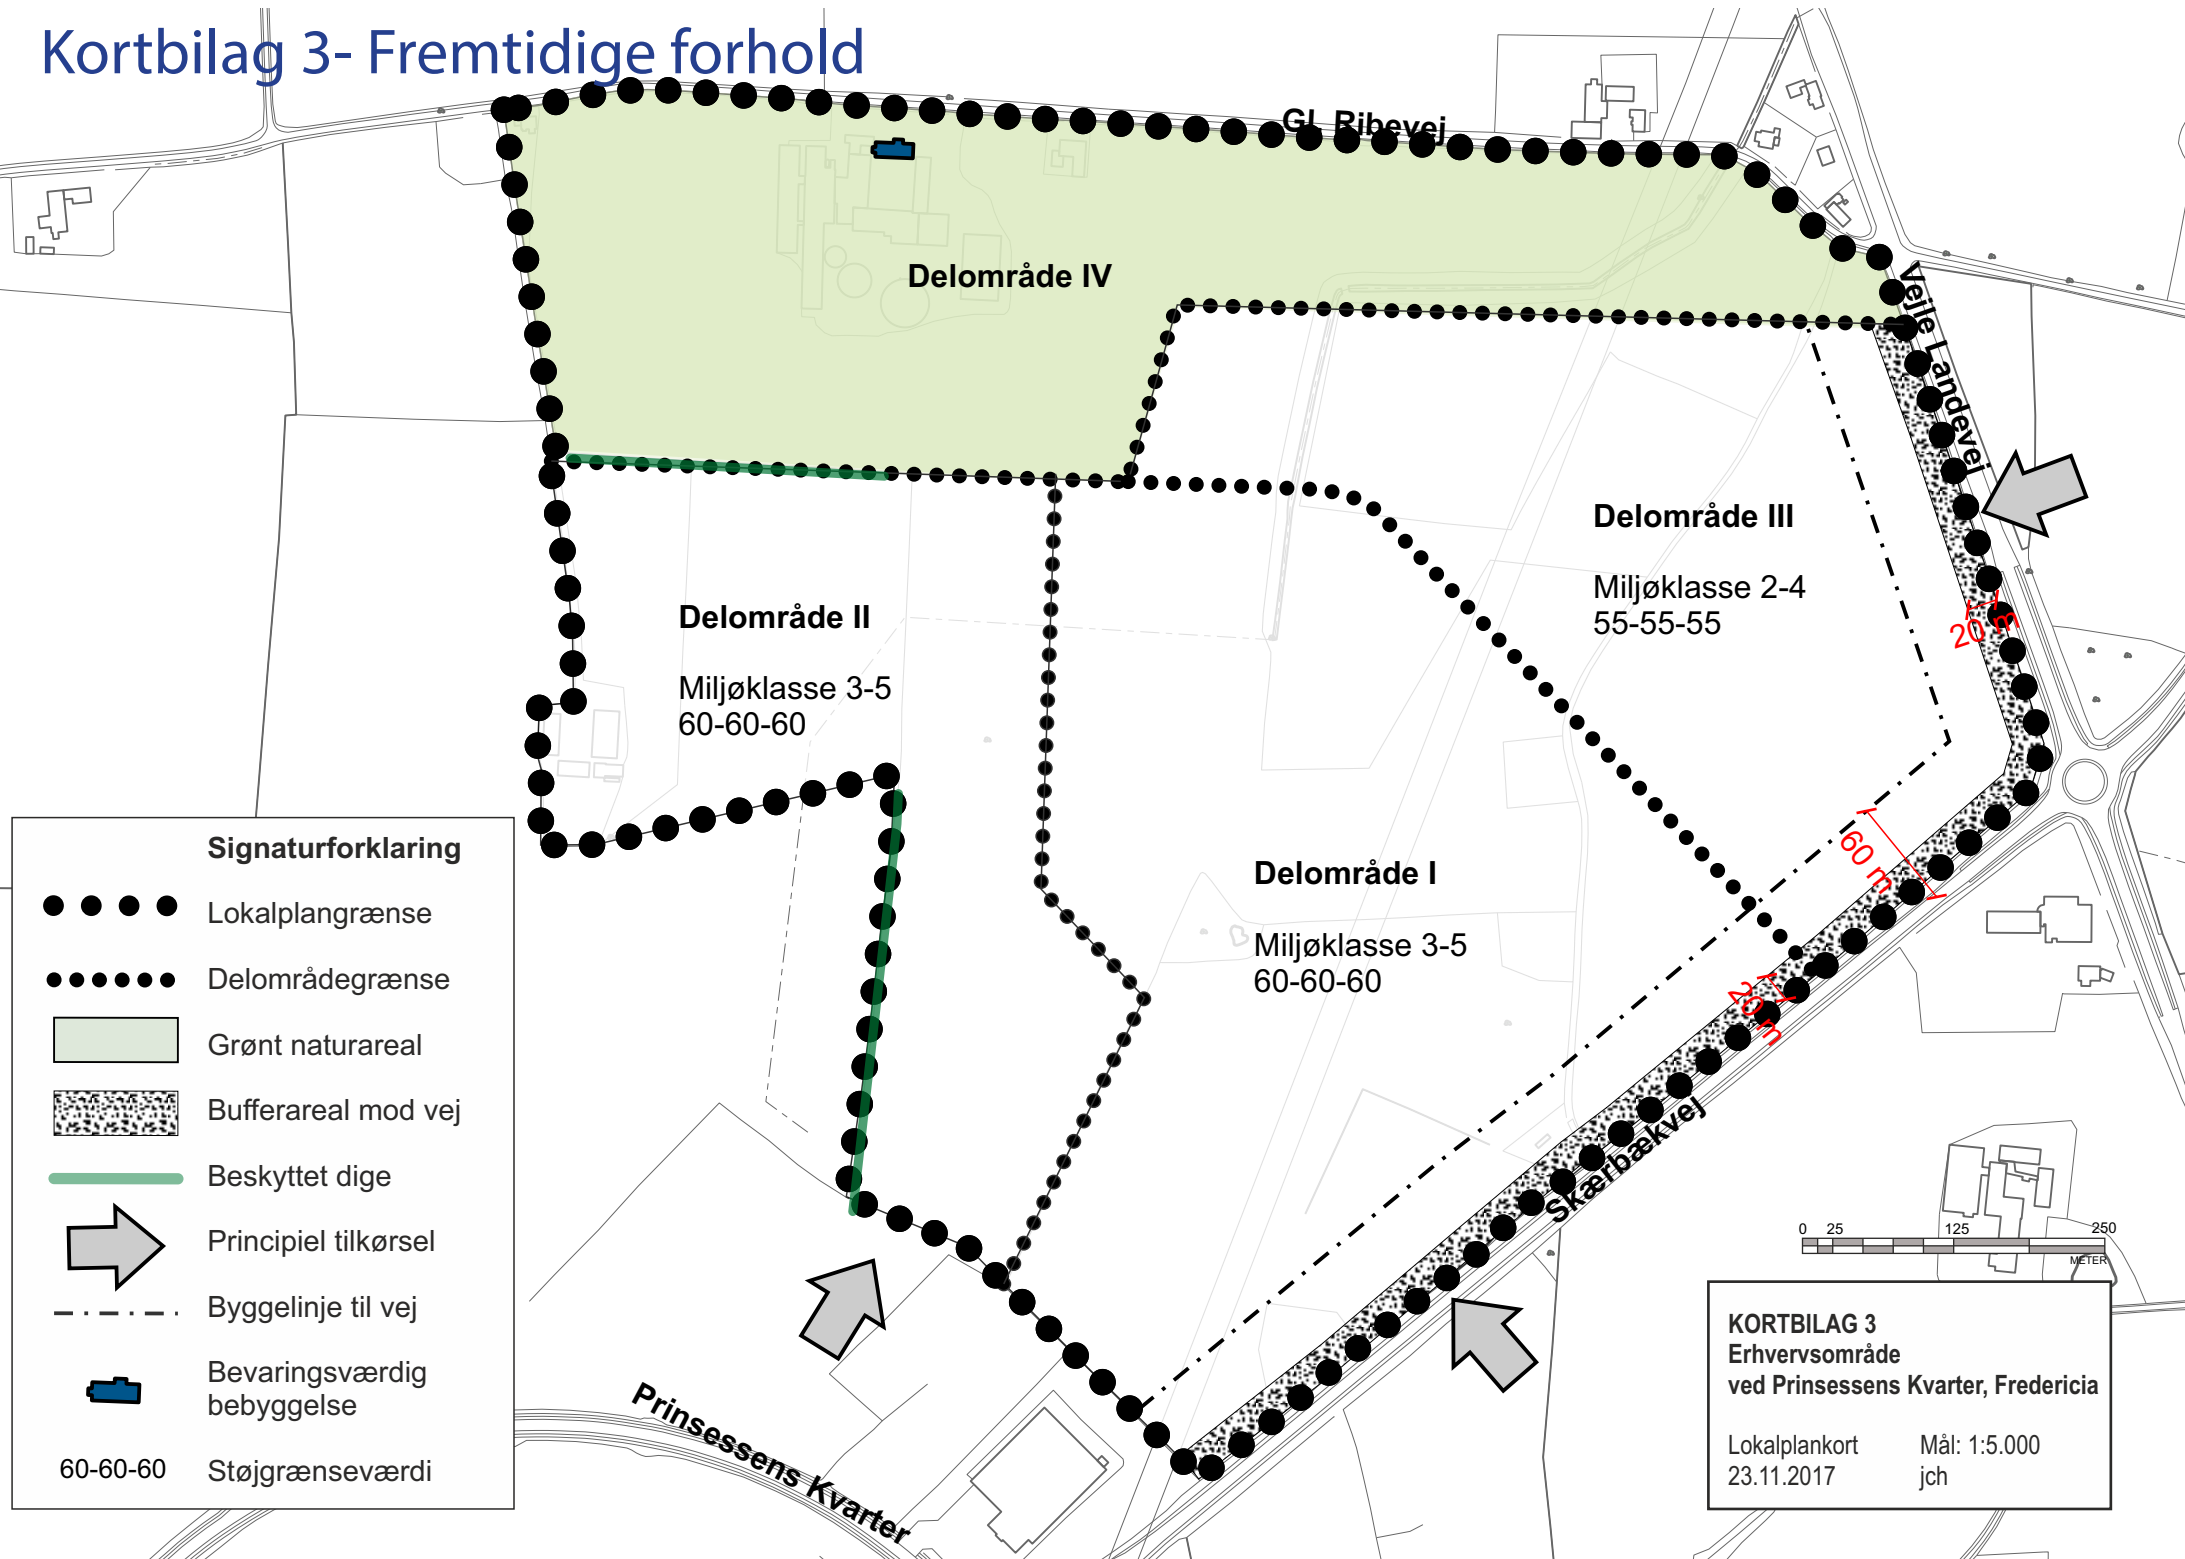 Kortbilag 3- Fremtidige forhold
Gl. Ribevej
Vejle Landevej
Delområde IV
Delområde III
Miljøklasse 2-4
55-55-55
20 m
Delområde II
Miljøklasse 3-5
60-60-60
60 m
Delområde I
Miljøklasse 3-5
60-60-60
20 m
Skærbækvej
Prinsessens Kvarter
Signaturforklaring
Lokalplangrænse
Delområdegrænse
Grønt naturareal
Bufferareal mod vej
Beskyttet dige
Principiel tilkørsel
Byggelinje til vej
Bevaringsværdig
bebyggelse
60-60-60 Støjgrænseværdi
0 25 125 250
METER
KORTBILAG 3
Erhvervsområde
ved Prinsessens Kvarter, Fredericia
Lokalplankort Mål: 1:5.000
23.11.2017 jch